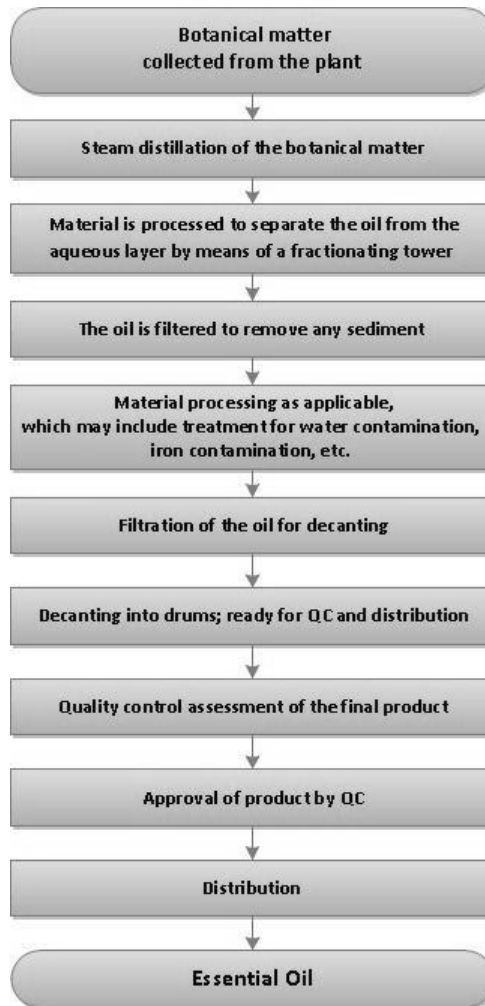 Botanical matter
collected from the plant
Steam distillation of the botanical matter
Material is processed to separate the oil from the
aqueous layer by means of a fractionating tower
The oil is filtered to remove any sediment
Material processing as applicable,
which may include treatment for water contamination,
iron contamination, etc.
Filtration of the oil for decanting
Decanting into drums; ready for QC and distribution
Quality control assessment of the final product
Approval of product by QC
Distribution
Essential Oil